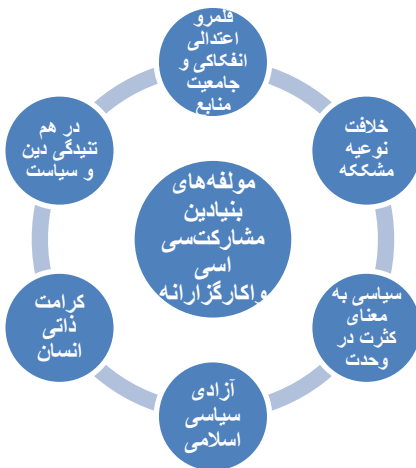 قلمرو
اعتدالی
انفکاکی و
جامعیت
منابع
خلافت
نوعیه
مشککه
سیاسی به
معنای
کثرت در
وحدت
آزادی
سیاسی
اسلامی
کرامت
ذاتی
انسان
در هم
تنیدگی دین
و سیاست
مولفه‌های
بنیادین
مشارکت‌سی
اسی
واکارگزارانه